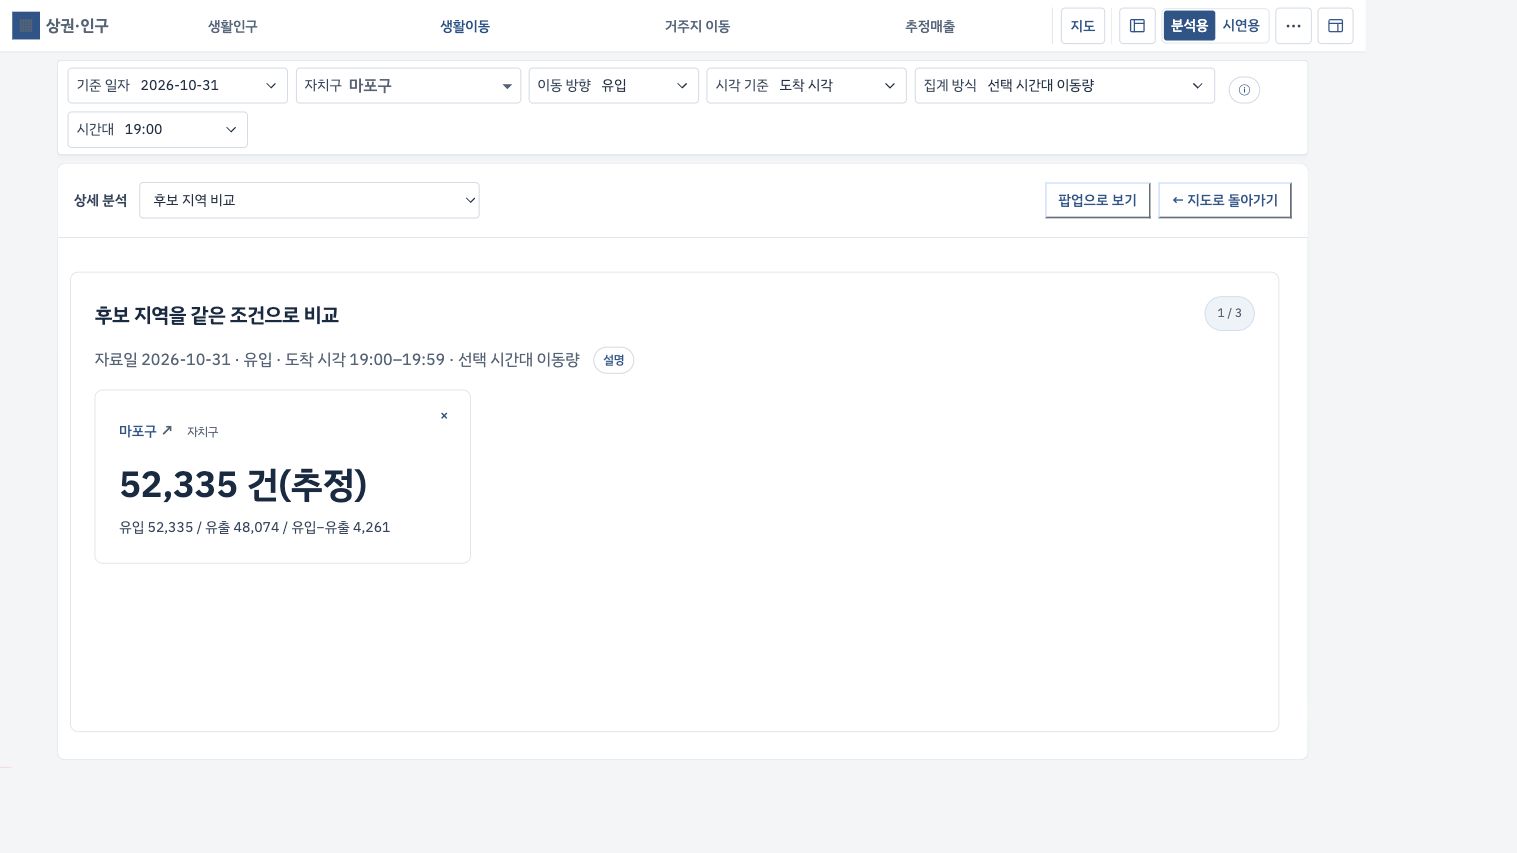 상권·인구 생활인구 생활이동 거주지 이동 추정매출 지도 분석용 시연용 ···
기준 일자 2026-10-31 자치구 마포구 이동 방향 유입 시각 기준 도착 시각 집계 방식 선택 시간대 이동량
시간대 19:00
상세 분석 후보 지역 비교 팝업으로 보기 ← 지도로 돌아가기
후보 지역을 같은 조건으로 비교 1 / 3
자료일 2026-10-31 · 유입 · 도착 시각 19:00–19:59 · 선택 시간대 이동량 설명
×
마포구 ↗ 자치구
52,335 건(추정)
유입 52,335 / 유출 48,074 / 유입−유출 4,261